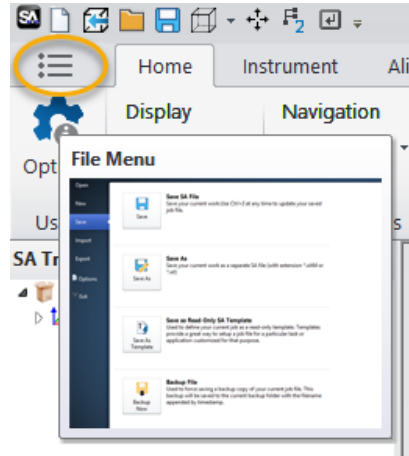 SA
F2
Home Instrument Ali
Display Navigation
Opt
File Menu
Us s
SA Tr
Open
New
Save
Import
Export
Options
Exit
Save SA File
Save your current work.Use Ctrl+S at any time to update your saved
job file.
Save
Save As
Save your current work as a separate SA file (with extension *.xit64 or
*.xit)
Save As
Save as Read-Only SA Template
Used to define your current job as a read-only template. Templates
provide a great way to setup a job file for a particular task or
application customized for that purpose.
Save As
Template
Backup File
Used to force saving a backup copy of your current job file. This
backup will be saved to the current backup folder with the filename
appended by timestamp.
Backup
Now